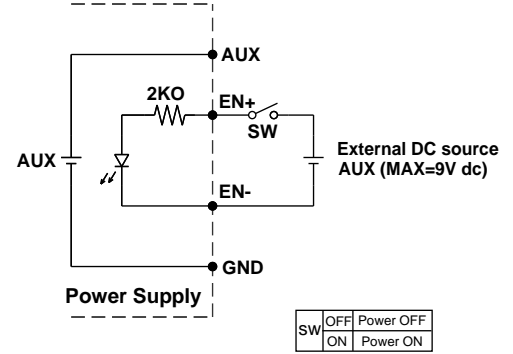 AUX
2KO
EN+
SW
AUX
External DC source
AUX (MAX=9V dc)
EN-
GND
Power Supply
SW
OFF Power OFF
ON Power ON